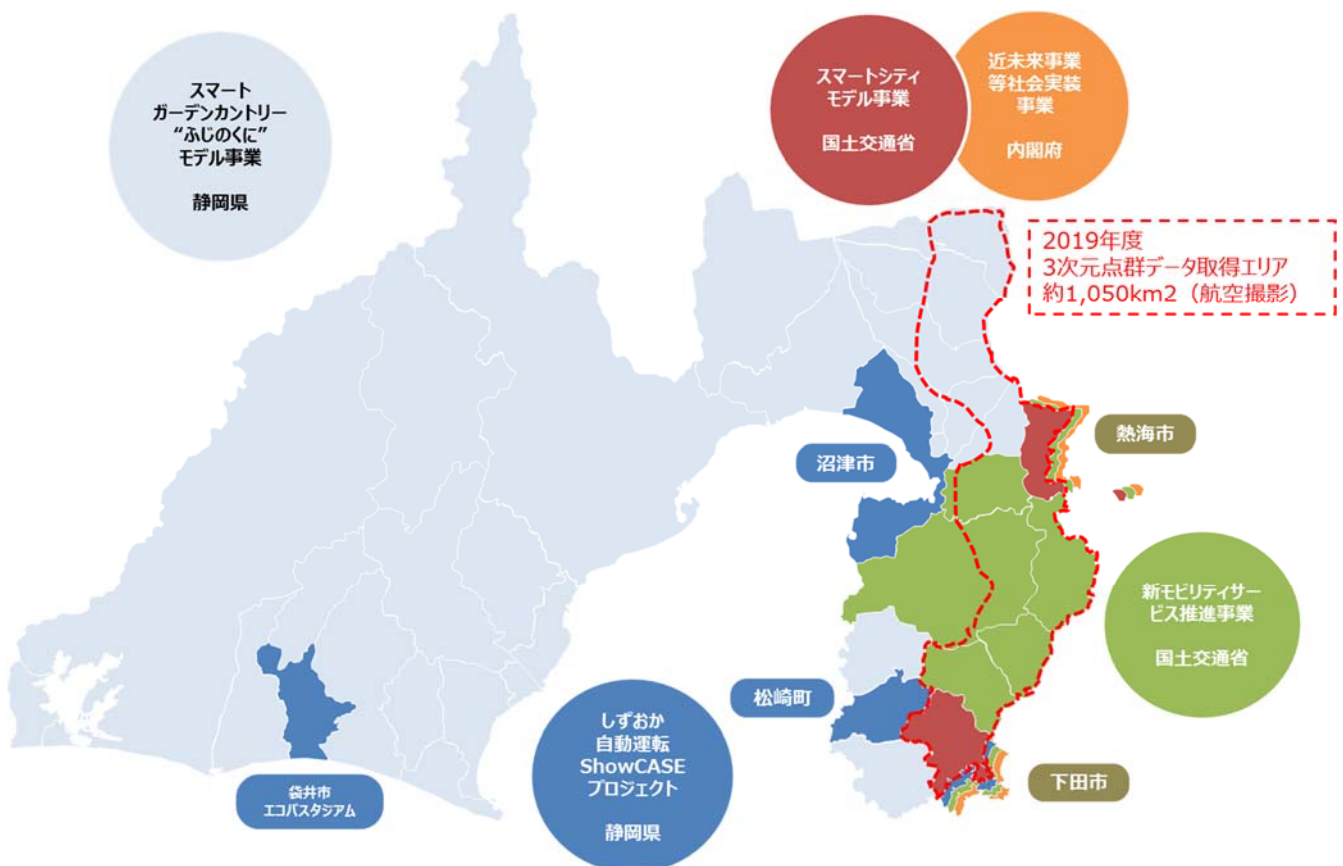 スマート
ガーデンカントリー
“ふじのくに”
モデル事業
静岡県
スマートシティ
モデル事業
国土交通省
近未来事業
等社会実装
事業
内閣府
2019年度
3次元点群データ取得エリア
約1,050km2（航空撮影）
熱海市
沼津市
新モビリティサー
ビス推進事業
国土交通省
松崎町
しずおか
自動運転
ShowCASE
プロジェクト
静岡県
下田市
袋井市
エコパスタジアム